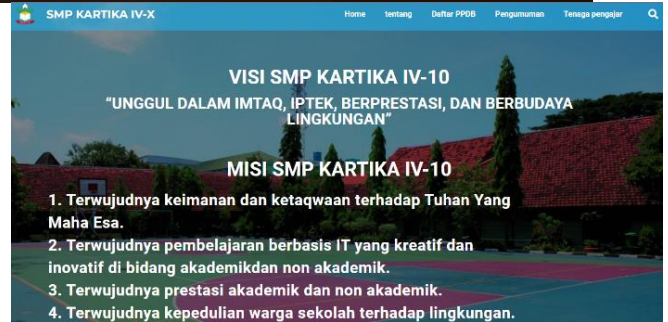 SMP KARTIKA IV-X
Home tentang Daftar PPDB Pengumuman Tenaga pengajar
VISI SMP KARTIKA IV-10
“UNGGUL DALAM IMTAQ, IPTEK, BERPRESTASI, DAN BERBUDAYA
LINGKUNGAN”
MISI SMP KARTIKA IV-10
1. Terwujudnya keimanan dan ketaqwaan terhadap Tuhan Yang
Maha Esa.
2. Terwujudnya pembelajaran berbasis IT yang kreatif dan
inovatif di bidang akademikdan non akademik.
3. Terwujudnya prestasi akademik dan non akademik.
4. Terwujudnya kepedulian warga sekolah terhadap lingkungan.